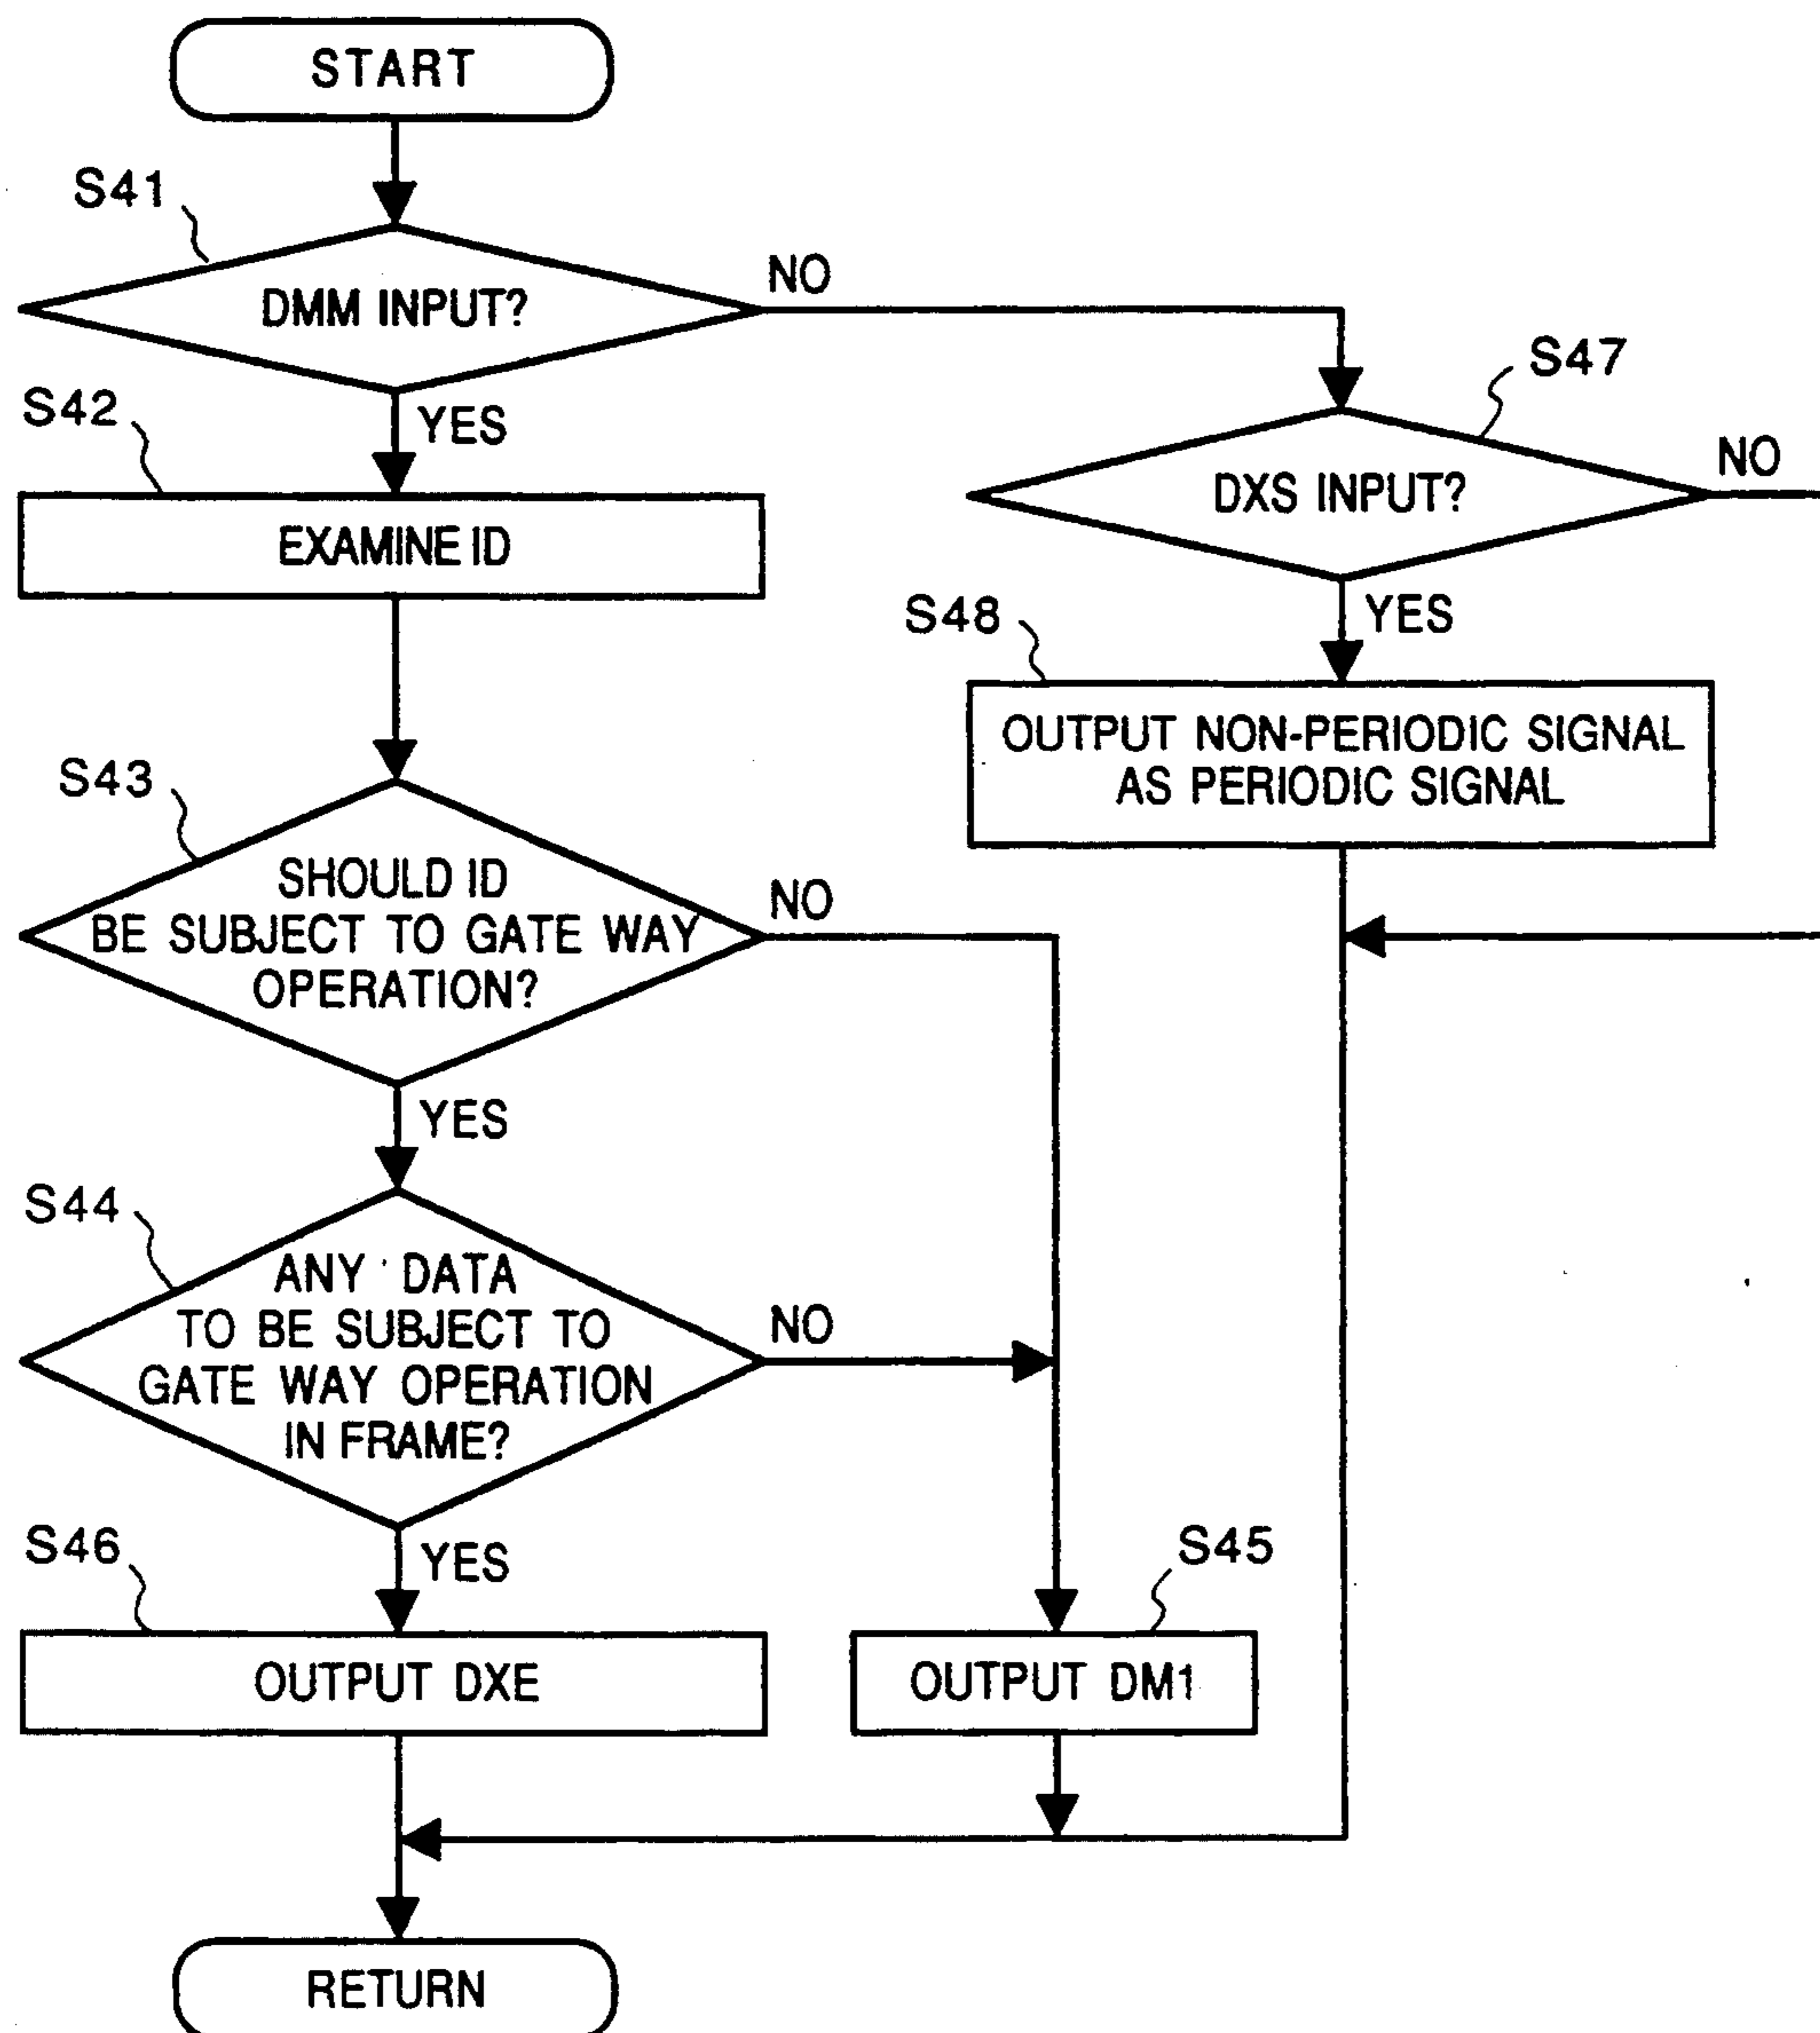 START
S41
DMM INPUT?
NO
S47
S42
YES
DXS INPUT?
NO
EXAMINE ID
S48
YES
OUTPUT NON-PERIODIC SIGNAL
AS PERIODIC SIGNAL
S43
SHOULD ID
BE SUBJECT TO GATE WAY
OPERATION?
NO
YES
S44
ANY DATA
TO BE SUBJECT TO
GATE WAY OPERATION
IN FRAME?
NO
S46
YES
S45
OUTPUT DXE
OUTPUT DM1
RETURN